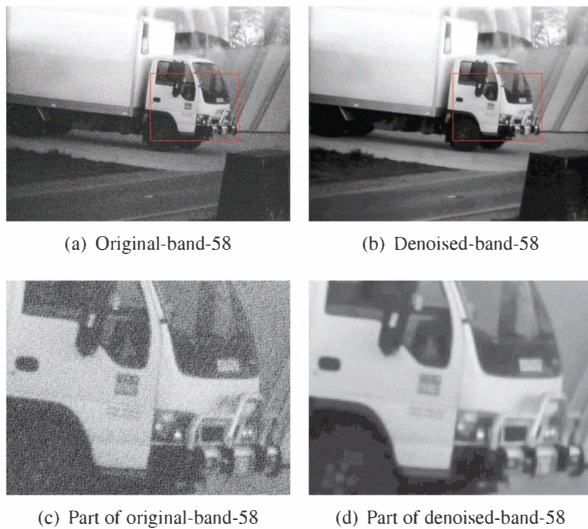 (a) Original-band-58
(b) Denoised-band-58
(c) Part of original-band-58
(d) Part of denoised-band-58